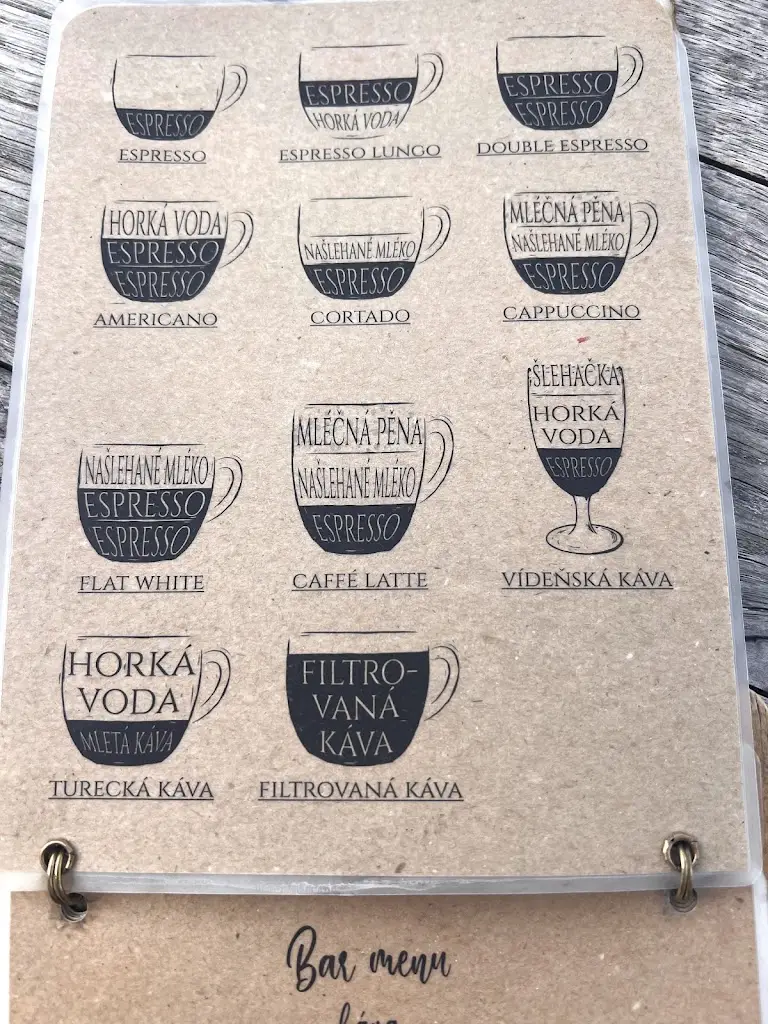 ESPRESSO
ESPRESSO
ESPRESSO
HORKÁ VODA
ESPRESSO LUNGO
ESPRESSO
ESPRESSO
DOUBLE ESPRESSO
HORKÁ VODA
ESPRESSO
ESPRESSO
AMERICANO
NAŠLEHANÉ MLÉKO
ESPRESSO
CORTADO
MLÉČNÁ PĚNA
NAŠLEHANÉ MLÉKO
ESPRESSO
CAPPUCCINO
NAŠLEHANÉ MLÉKO
ESPRESSO
ESPRESSO
FLAT WHITE
MLÉČNÁ PĚNA
NAŠLEHANÉ MLÉKO
ESPRESSO
CAFFÉ LATTE
ŠLEHAČKA
HORKÁ
VODA
ESPRESSO
VÍDEŇSKÁ KÁVA
HORKÁ
VODA
MLETÁ KÁVA
TURECKÁ KÁVA
FILTRO-
VANÁ
KÁVA
FILTROVANÁ KÁVA
Bar menu